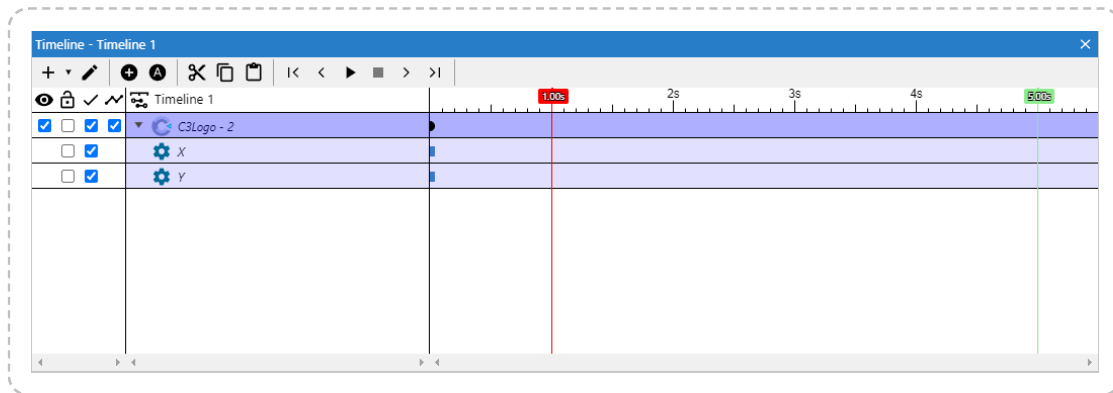 Timeline - Timeline 1
Timeline 1
1.00s 2s 3s 4s 5.00s
C3Logo - 2
X
Y